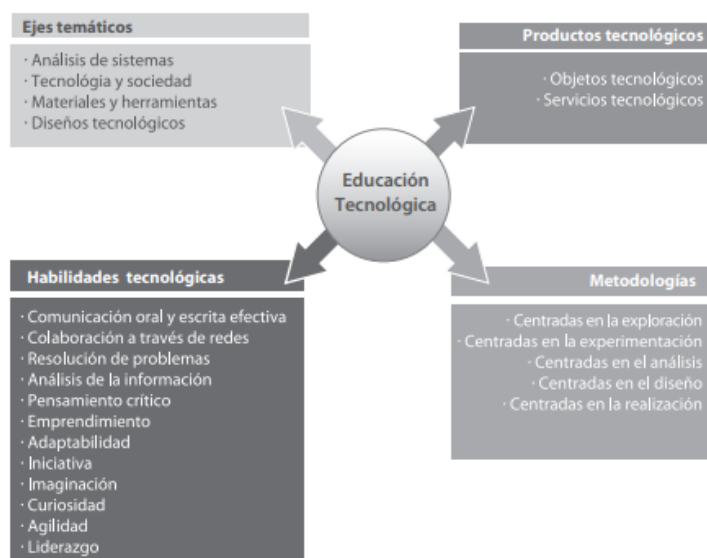 Ejes temáticos
· Análisis de sistemas
· Tecnológia y sociedad
· Materiales y herramientas
· Diseños tecnológicos
Productos tecnológicos
· Objetos tecnológicos
· Servicios tecnológicos
Educación
Tecnológica
Habilidades tecnológicas
· Comunicación oral y escrita efectiva
· Colaboración a través de redes
· Resolución de problemas
· Análisis de la información
· Pensamiento crítico
· Emprendimiento
· Adaptabilidad
· Iniciativa
· Imaginación
· Curiosidad
· Agilidad
· Liderazgo
Metodologías
· Centradas en la exploración
· Centradas en la experimentación
· Centradas en el análisis
· Centradas en el diseño
· Centradas en la realización